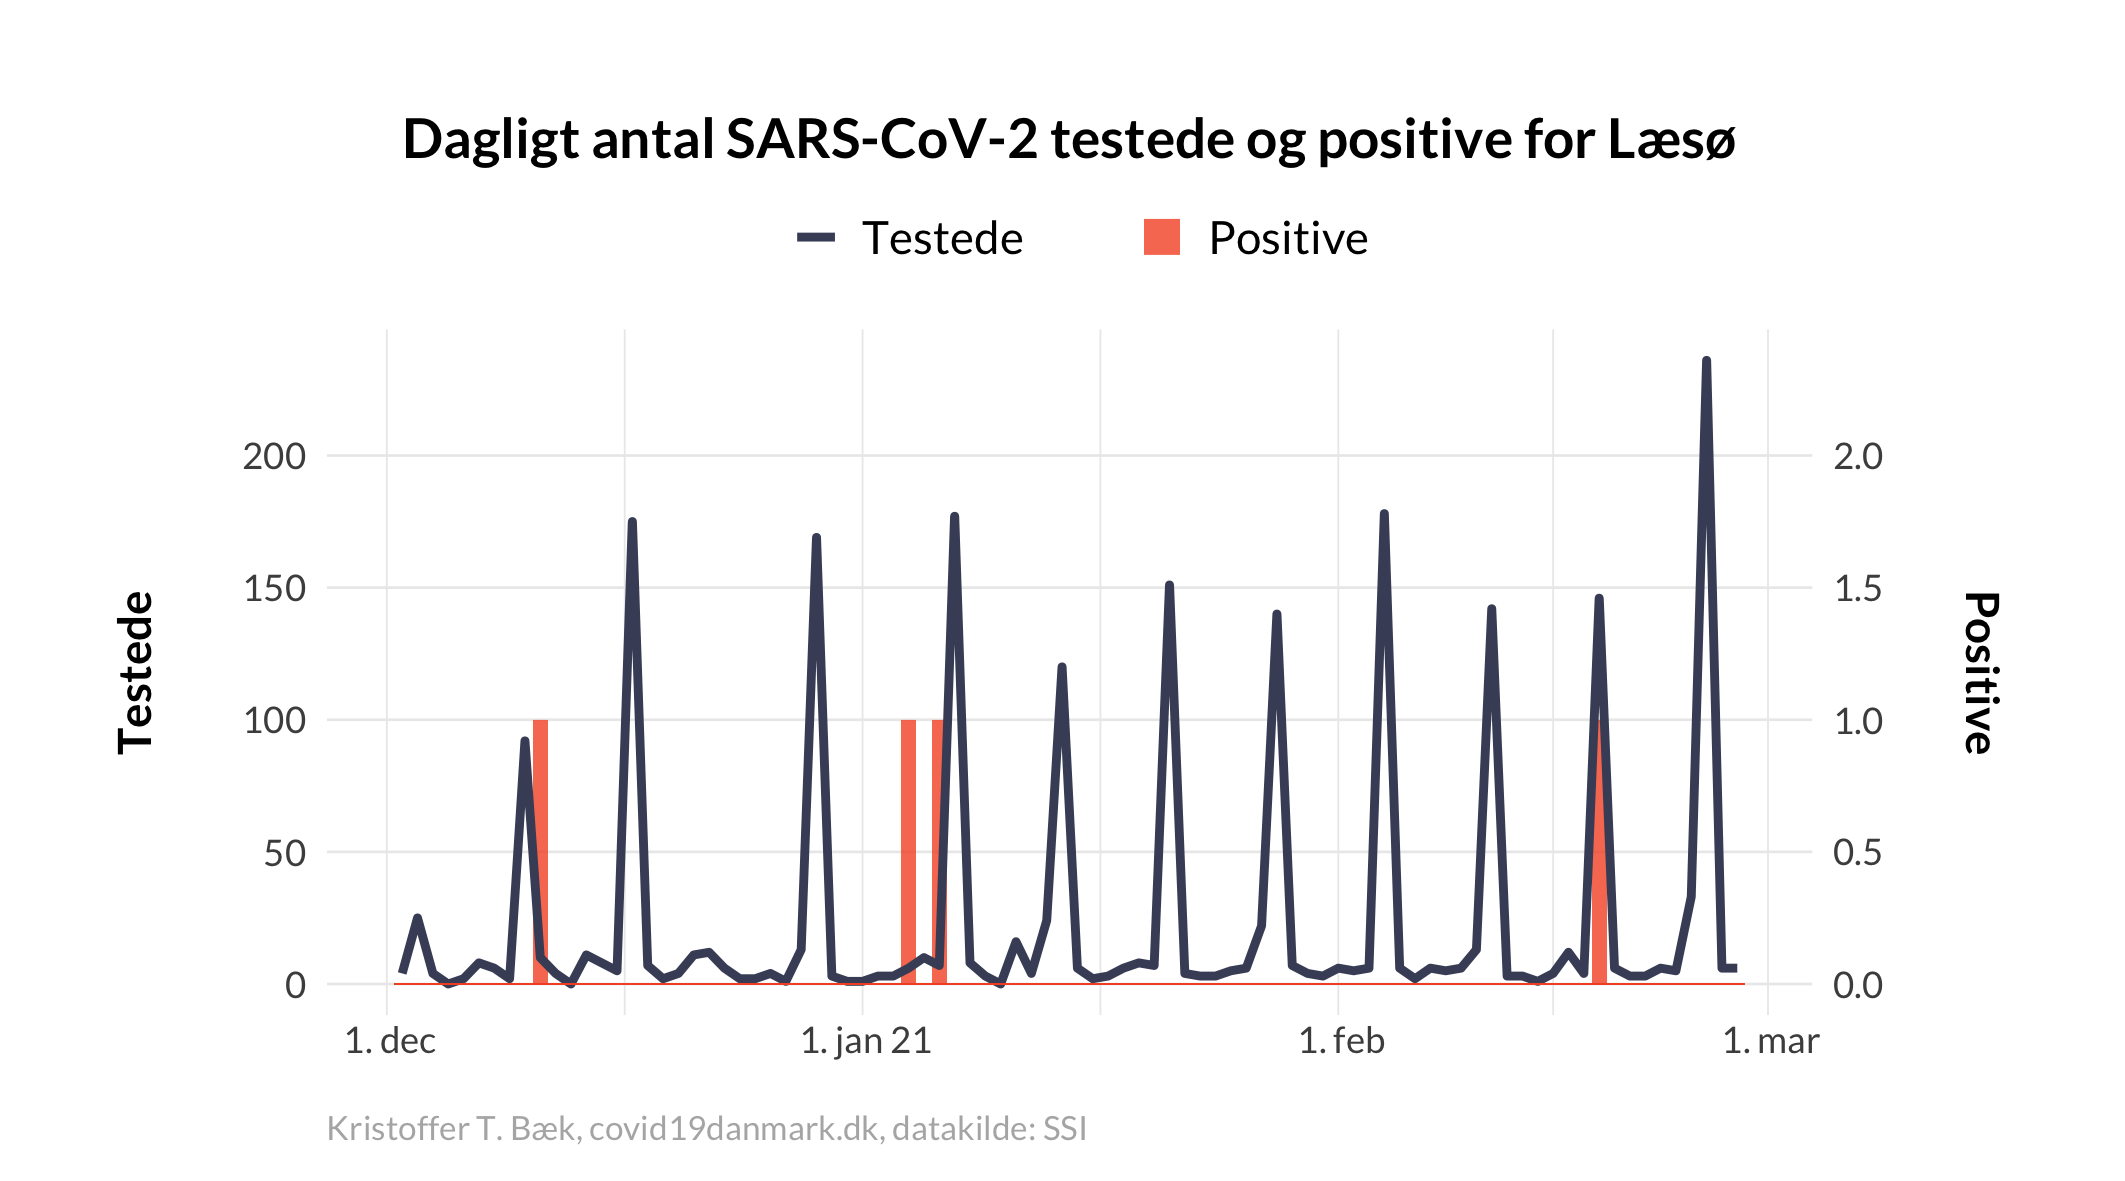 Dagligt antal SARS-CoV-2 testede og positive for Læsø
Testede Positive
200 2.0
150 1.5
100 1.0
50 0.5
0 0.0
Testede
Positive
1. dec 1. jan 21 1. feb 1. mar
Kristoffer T. Bæk, covid19danmark.dk, datakilde: SSI